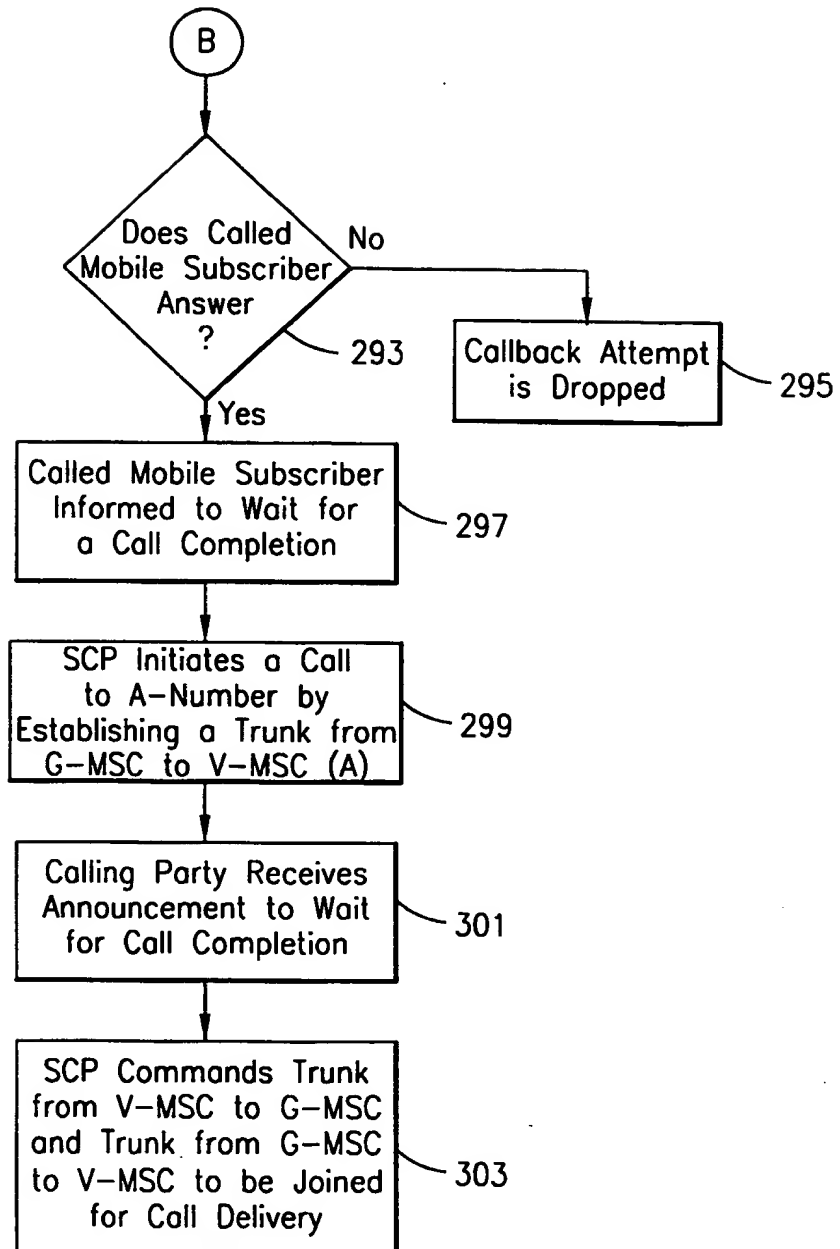 B
Does Called
Mobile Subscriber
Answer
?
No
293
Callback Attempt
is Dropped
295
Yes
Called Mobile Subscriber
Informed to Wait for
a Call Completion
297
SCP Initiates a Call
to A-Number by
Establishing a Trunk from
G-MSC to V-MSC (A)
299
Calling Party Receives
Announcement to Wait
for Call Completion
301
SCP Commands Trunk
from V-MSC to G-MSC
and Trunk from G-MSC
to V-MSC to be Joined
for Call Delivery
303